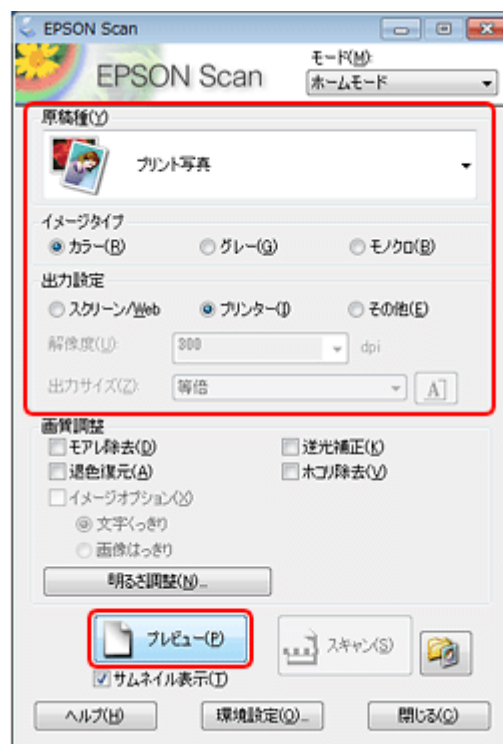 EPSON Scan
EPSON Scan
モード(M):
ホームモード
原稿種(Y)
プリント写真
イメージタイプ
カラー(R) グレー(G) モノクロ(B)
出力設定
スクリーン/Web プリンター(I) その他(E)
解像度(U): 300 dpi
出力サイズ(Z): 等倍 A
画質調整
モアレ除去(D) 逆光補正(K)
退色復元(A) ホコリ除去(V)
イメージオプション(X)
文字くっきり
画像はっきり
明るさ調整(N)...
プレビュー(P) スキャン(S)
サムネイル表示(T)
ヘルプ(H) 環境設定(O)... 閉じる(C)